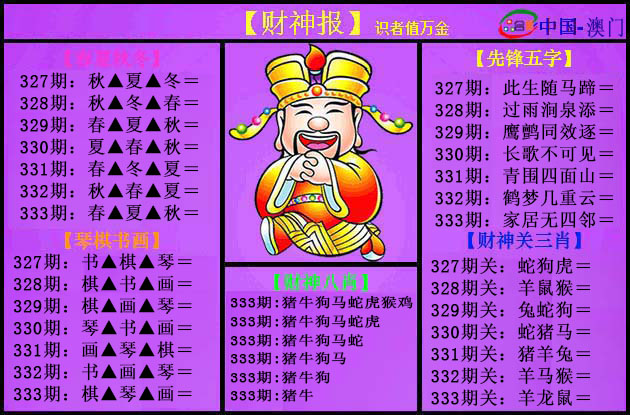 【财神报】 识者值万金
中国-澳门
【春夏秋冬】
327期：秋▲夏▲冬＝
328期：秋▲冬▲春＝
329期：春▲夏▲秋＝
330期：夏▲春▲秋＝
331期：春▲冬▲夏＝
332期：秋▲春▲夏＝
333期：春▲夏▲秋＝
【琴棋书画】
327期：书▲棋▲琴＝
328期：棋▲书▲画＝
329期：棋▲画▲琴＝
330期：琴▲书▲画＝
331期：画▲琴▲棋＝
332期：书▲画▲琴＝
333期：棋▲琴▲画＝
【财神八肖】
333期:猪牛狗马蛇虎猴鸡
333期:猪牛狗马蛇虎
333期:猪牛狗马蛇
333期:猪牛狗马
333期:猪牛狗
333期:猪牛
【先锋五字】
327期：此生随马蹄＝
328期：过雨涧泉添＝
329期：鹰鹯同效逐＝
330期：长歌不可见＝
331期：青围四面山＝
332期：鹤梦几重云＝
333期：家居无四邻＝
【财神关三肖】
327期关：蛇狗虎＝
328期关：羊鼠猴＝
329期关：兔蛇狗＝
330期关：蛇猪马＝
331期关：猪羊兔＝
332期关：羊马猴＝
333期关：羊龙鼠＝